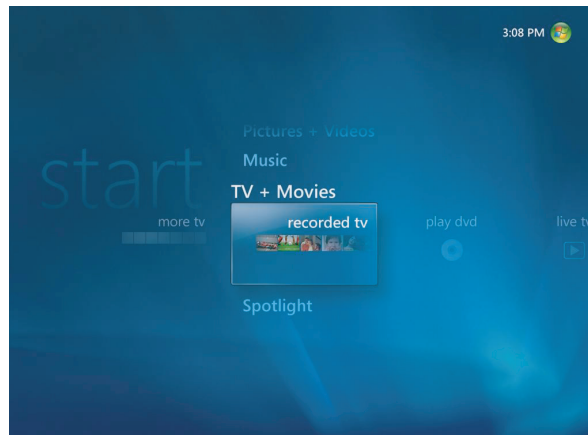 3:08 PM
start
Pictures + Videos
Music
TV + Movies
more tv
recorded tv
play dvd
live tv
Spotlight